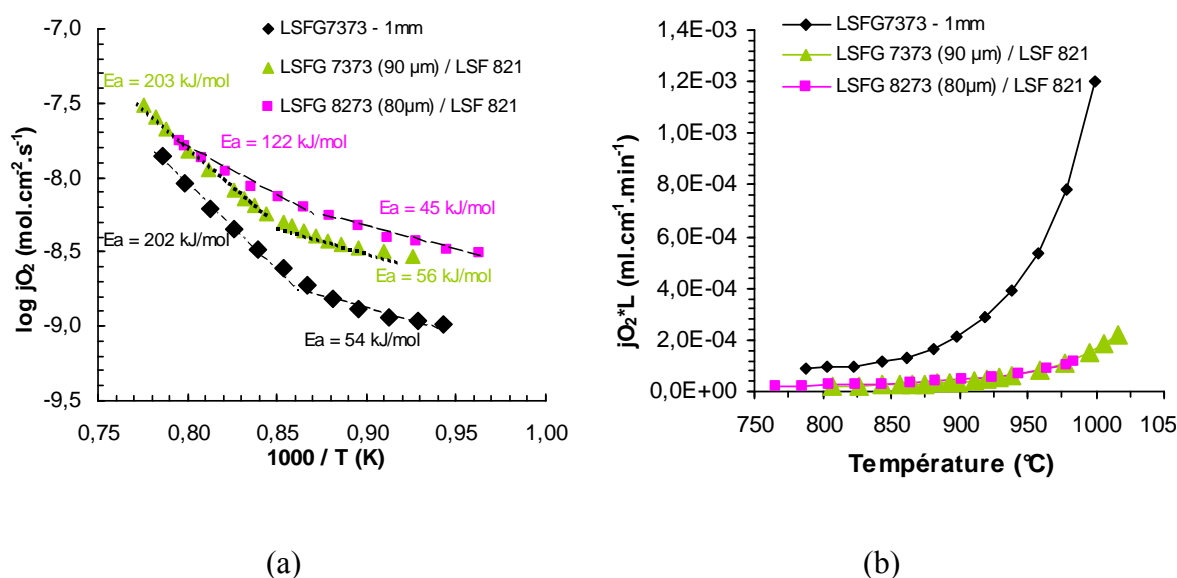 -7,0
-7,5
-8,0
-8,5
-9,0
-9,5
0,75 0,80 0,85 0,90 0,95 1,00
1000 / T (K)
log jO₂ (mol.cm⁻².s⁻¹)
LSFG7373 - 1mm
LSFG 7373 (90 µm) / LSF 821
LSFG 8273 (80µm) / LSF 821
Ea = 203 kJ/mol
Ea = 122 kJ/mol
Ea = 45 kJ/mol
Ea = 202 kJ/mol
Ea = 56 kJ/mol
Ea = 54 kJ/mol
(a)
1,4E-03
1,2E-03
1,0E-03
8,0E-04
6,0E-04
4,0E-04
2,0E-04
0,0E+00
750 800 850 900 950 1000 105
Température (°C)
jO₂*L (ml.cm⁻¹.min⁻¹)
LSFG7373 - 1mm
LSFG 7373 (90 µm) / LSF 821
LSFG 8273 (80µm) / LSF 821
(b)